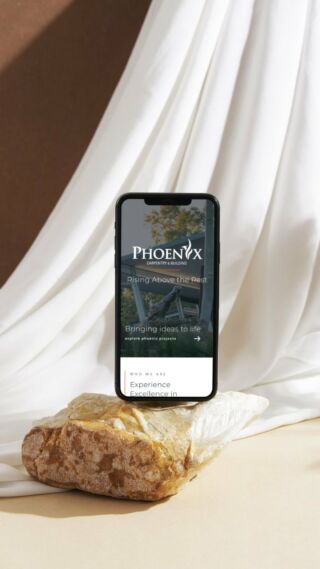 PHOENIX
CARPENTRY & BUILDING
Rising Above the Rest
Bringing ideas to life
explore phoenix projects
WHO WE ARE
Experience
Excellence in